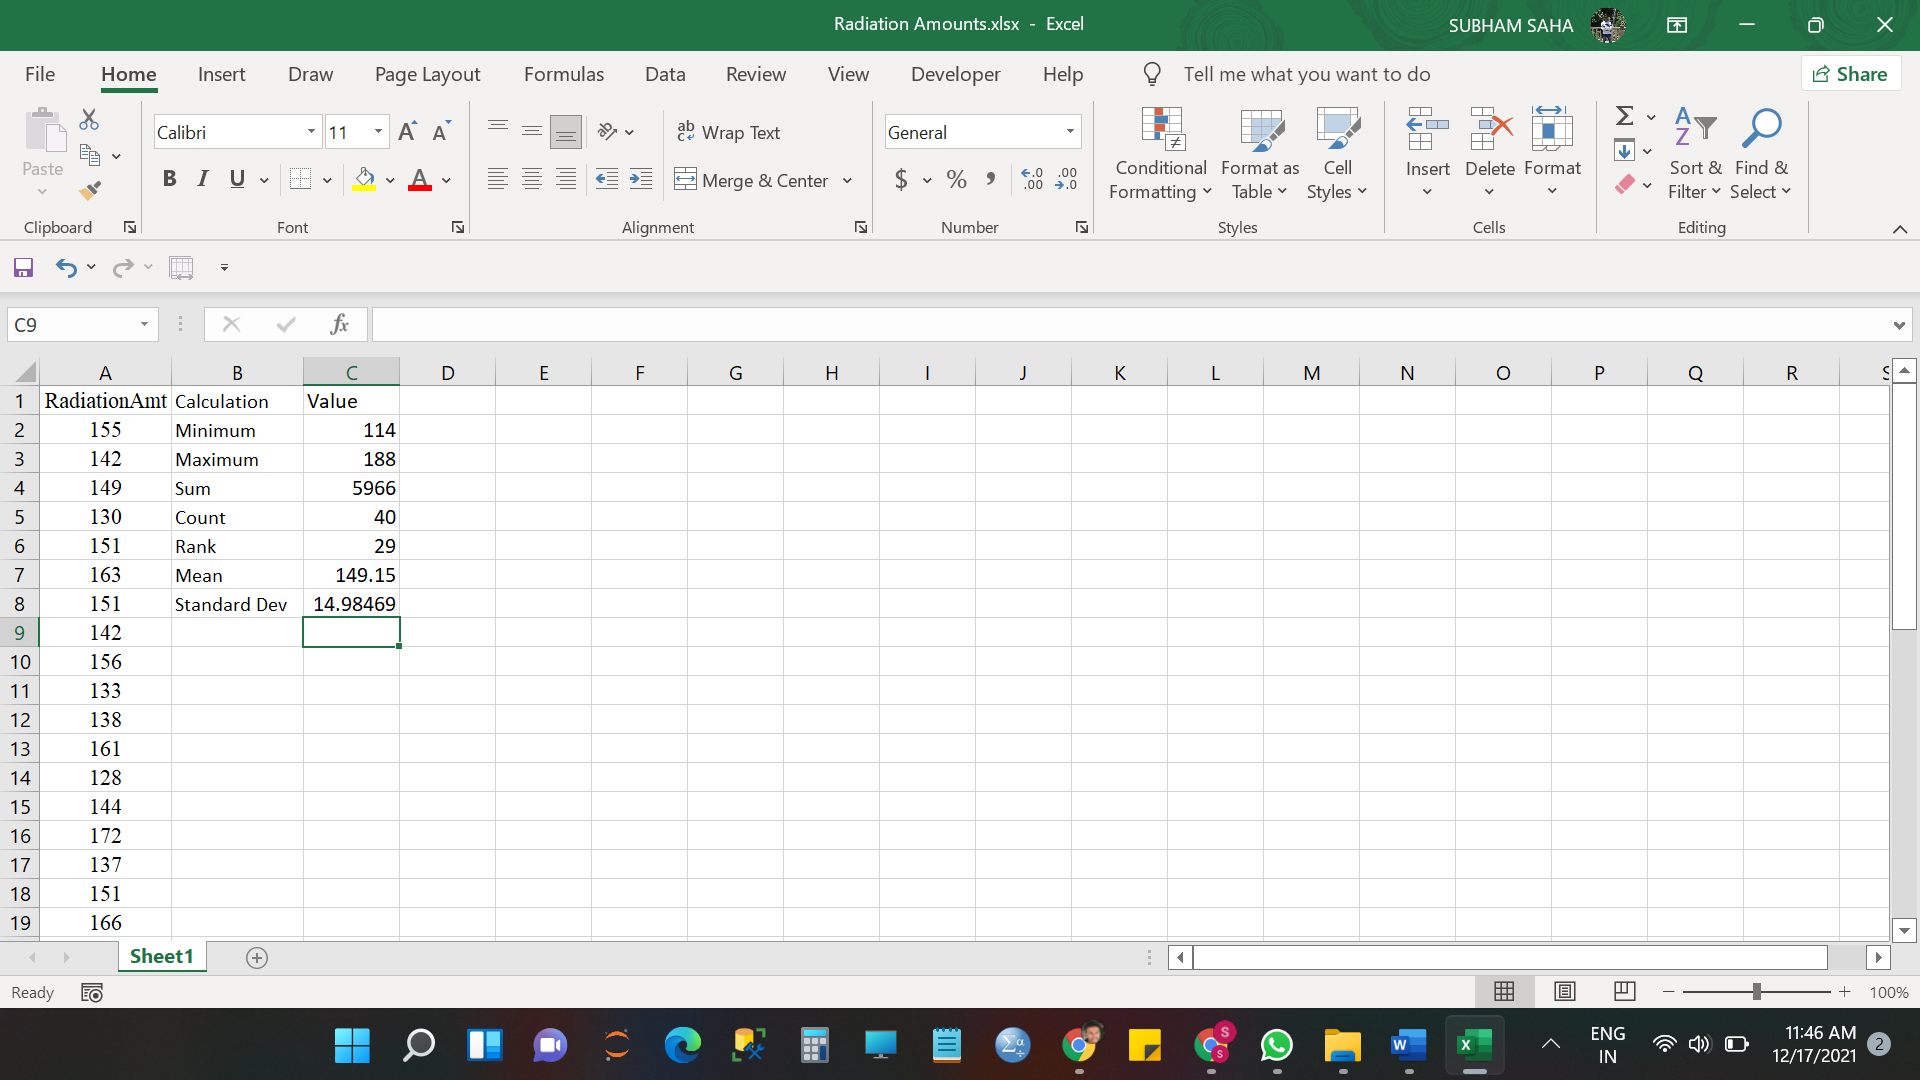 Radiation Amounts.xlsx - Excel
SUBHAM SAHA
File Home Insert Draw Page Layout Formulas Data Review View Developer Help Tell me what you want to do Share
Paste
Clipboard
Calibri 11
B I U
Font
ab Wrap Text
Merge & Center
Alignment
General
$ % ,
Number
Conditional Formatting
Format as Table
Cell Styles
Styles
Insert Delete Format
Cells
Sort & Filter
Find & Select
Editing
C9 fx
A B C D E F G H I J K L M N O P Q R S
1 RadiationAmt Calculation Value
2 155 Minimum 114
3 142 Maximum 188
4 149 Sum 5966
5 130 Count 40
6 151 Rank 29
7 163 Mean 149.15
8 151 Standard Dev 14.98469
9 142
10 156
11 133
12 138
13 161
14 128
15 144
16 172
17 137
18 151
19 166
Sheet1
Ready 100%
ENG
IN
11:46 AM
12/17/2021
2